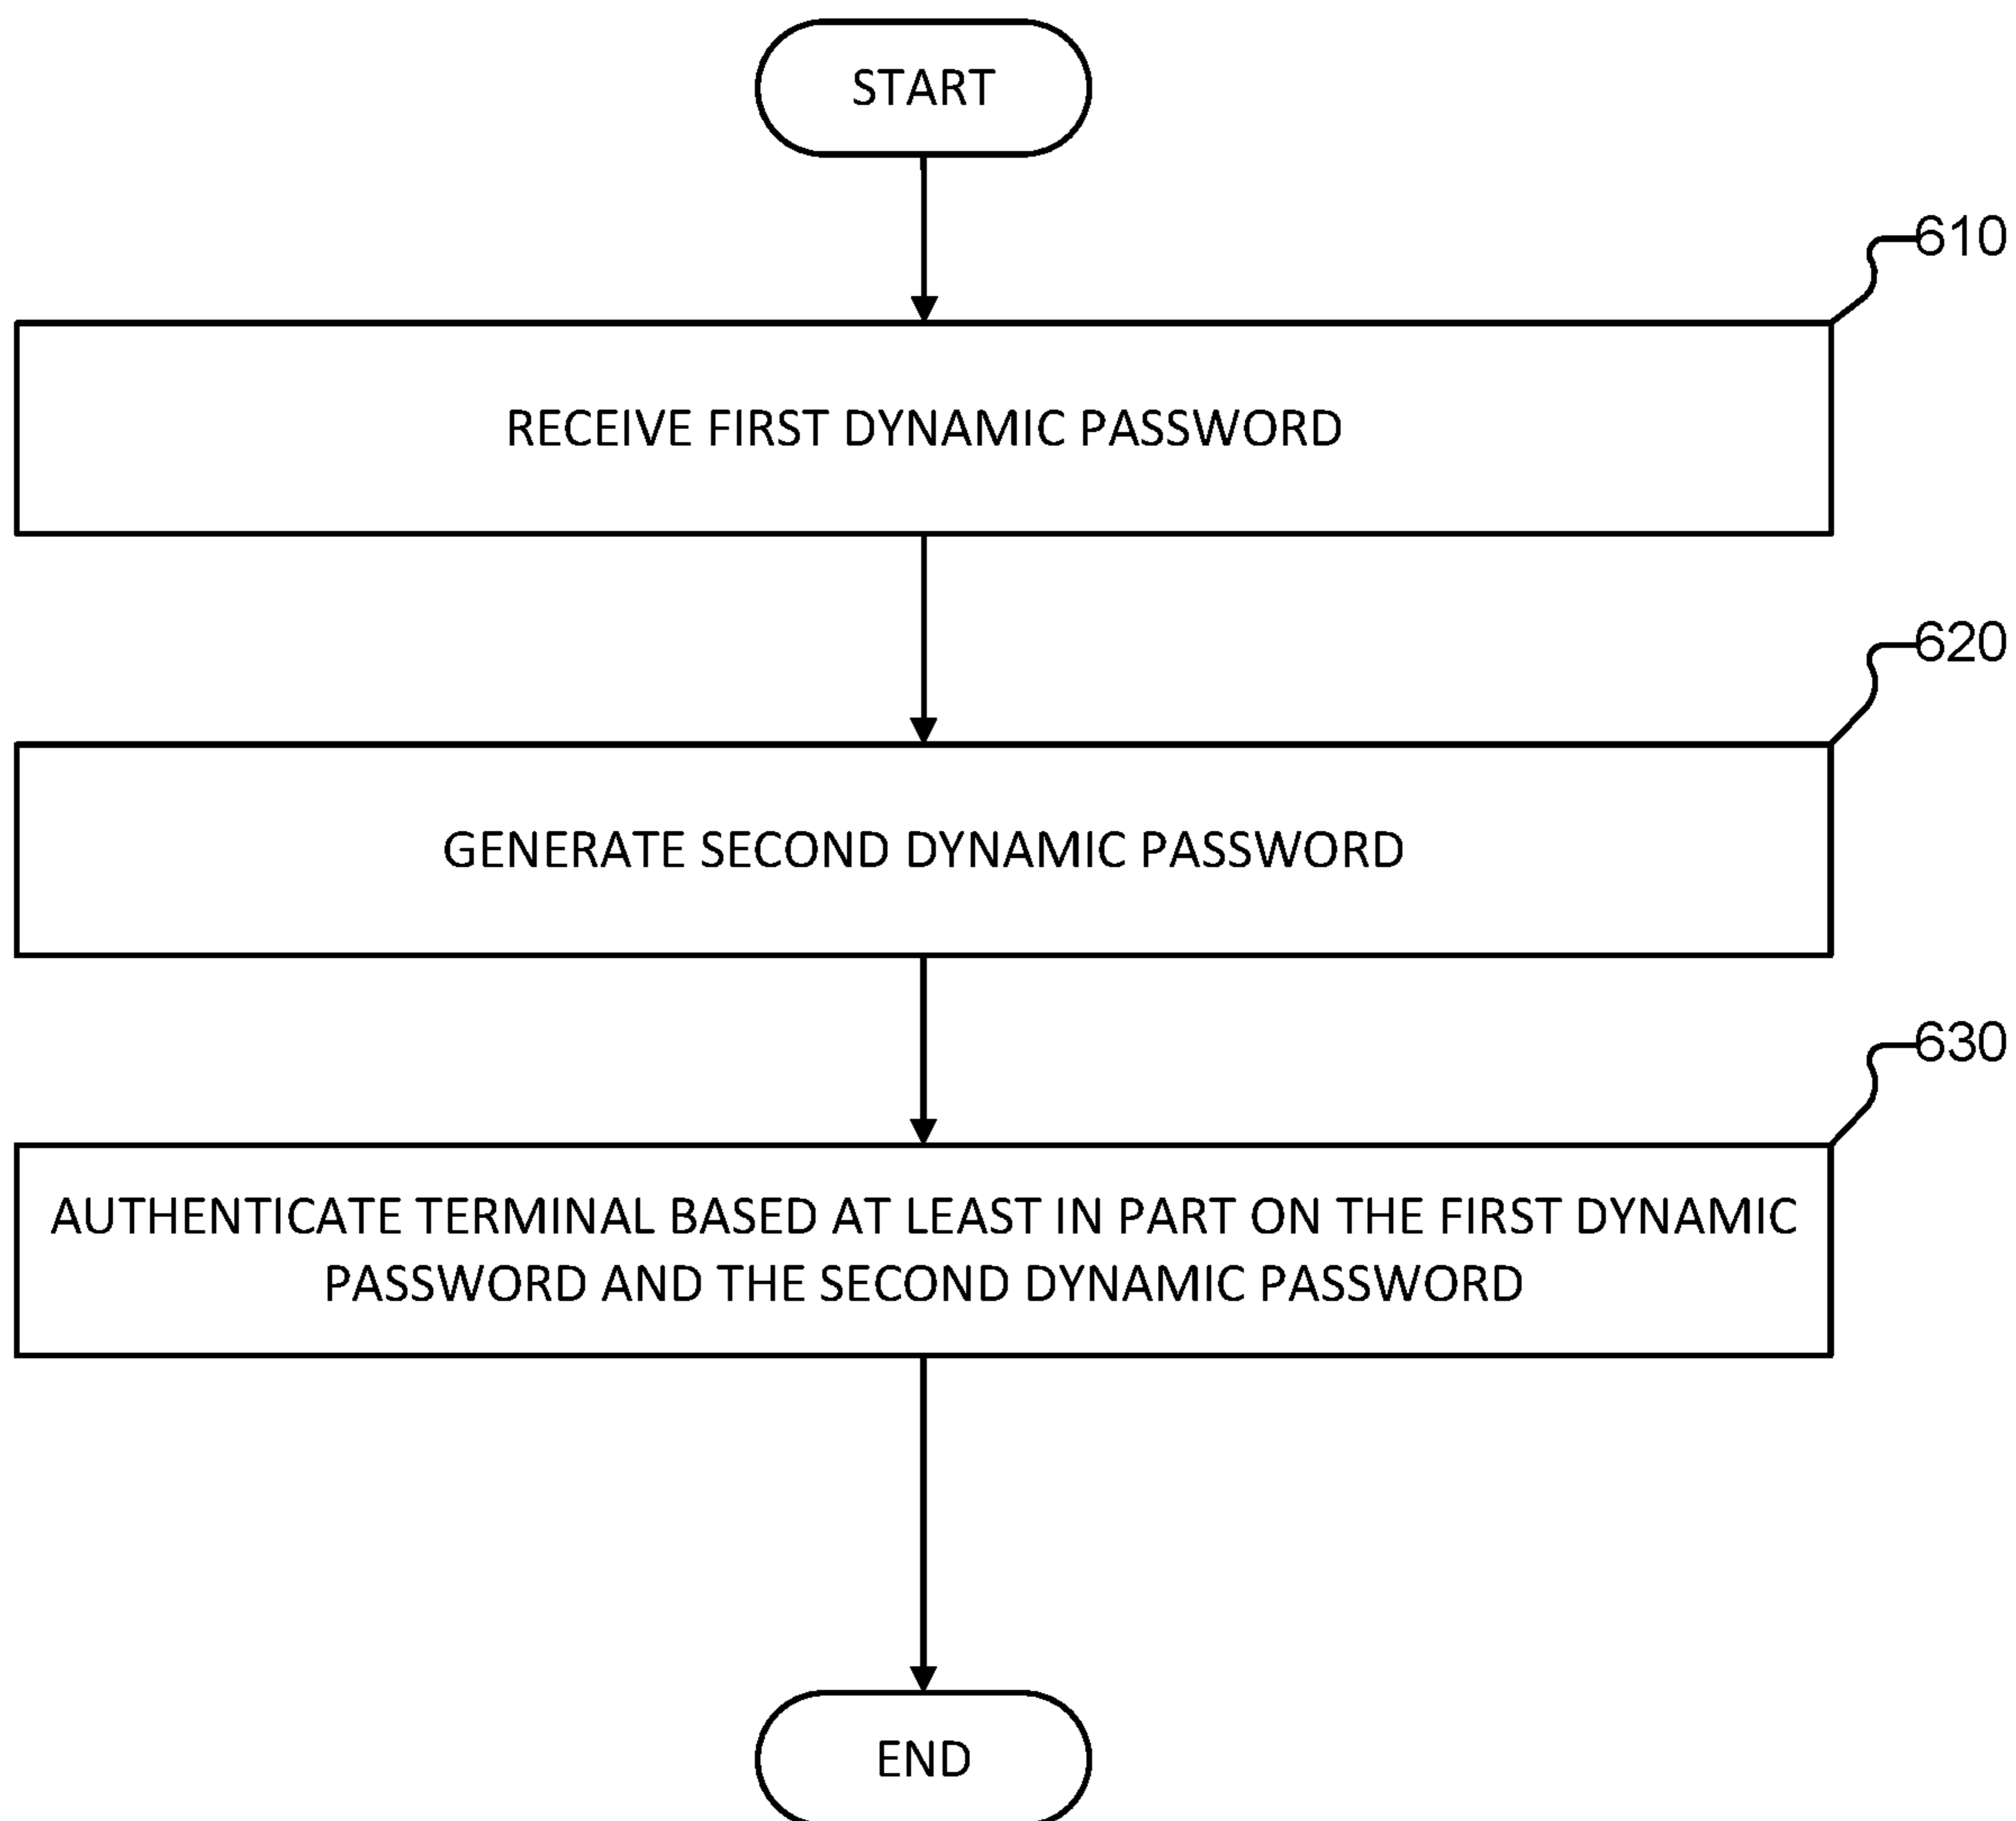 START
610
RECEIVE FIRST DYNAMIC PASSWORD
620
GENERATE SECOND DYNAMIC PASSWORD
630
AUTHENTICATE TERMINAL BASED AT LEAST IN PART ON THE FIRST DYNAMIC
PASSWORD AND THE SECOND DYNAMIC PASSWORD
END